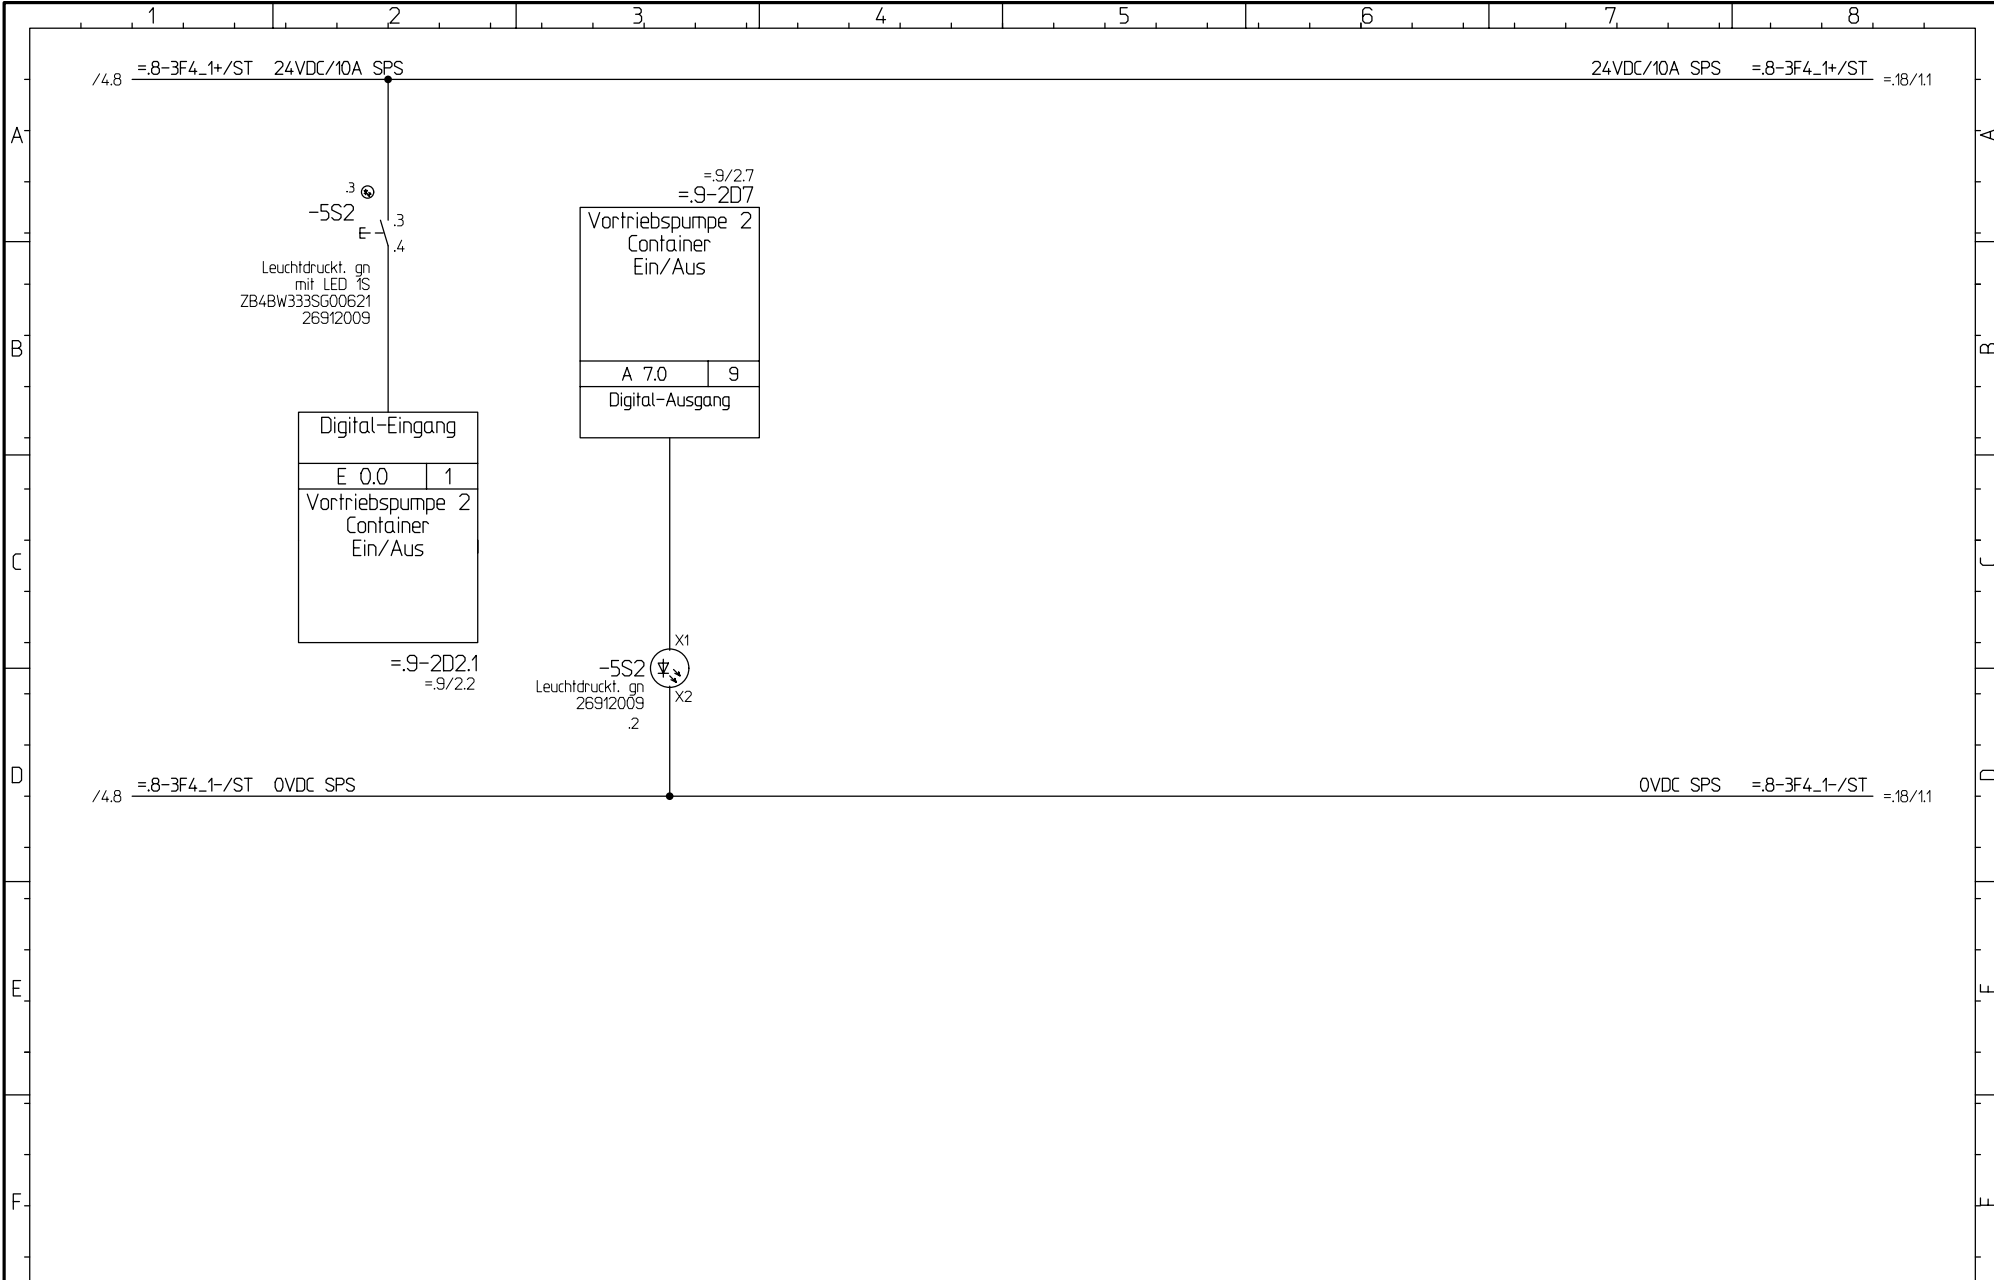 1 2 3 4 5 6 7 8
/4.8 =.8-3F4_1+/ST 24VDC/10A SPS 24VDC/10A SPS =.8-3F4_1+/ST =.18/1.1
A A
.3
-5S2
.3
.4
Leuchtdruckt. gn
mit LED 1S
ZB4BW333SG00621
26912009
=.9/2.7
=.9-2D7
Vortriebspumpe 2
Container
Ein/Aus
A 7.0 9
Digital-Ausgang
B B
Digital-Eingang
E 0.0 1
Vortriebspumpe 2
Container
Ein/Aus
=.9-2D2.1
=.9/2.2
C C
X1
-5S2
Leuchtdruckt. gn
26912009
X2
.2
D D
/4.8 =.8-3F4_1-/ST 0VDC SPS 0VDC SPS =.8-3F4_1-/ST =.18/1.1
E E
F F